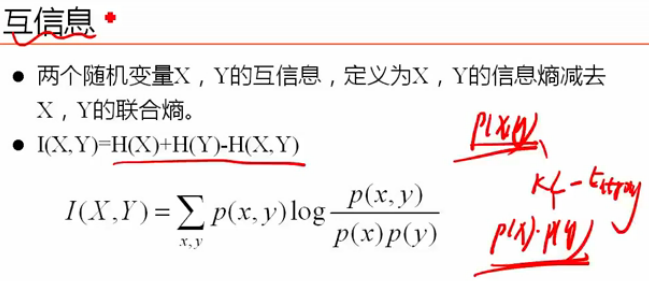 互信息
● 两个随机变量X，Y的互信息，定义为X，Y的信息熵减去
X，Y的联合熵。
● I(X,Y)=H(X)+H(Y)-H(X,Y)
I(X,Y) = ∑_{x,y} p(x,y) log p(x,y) / p(x)p(y)
p(x,y)
KL -
p(x)·p(y)